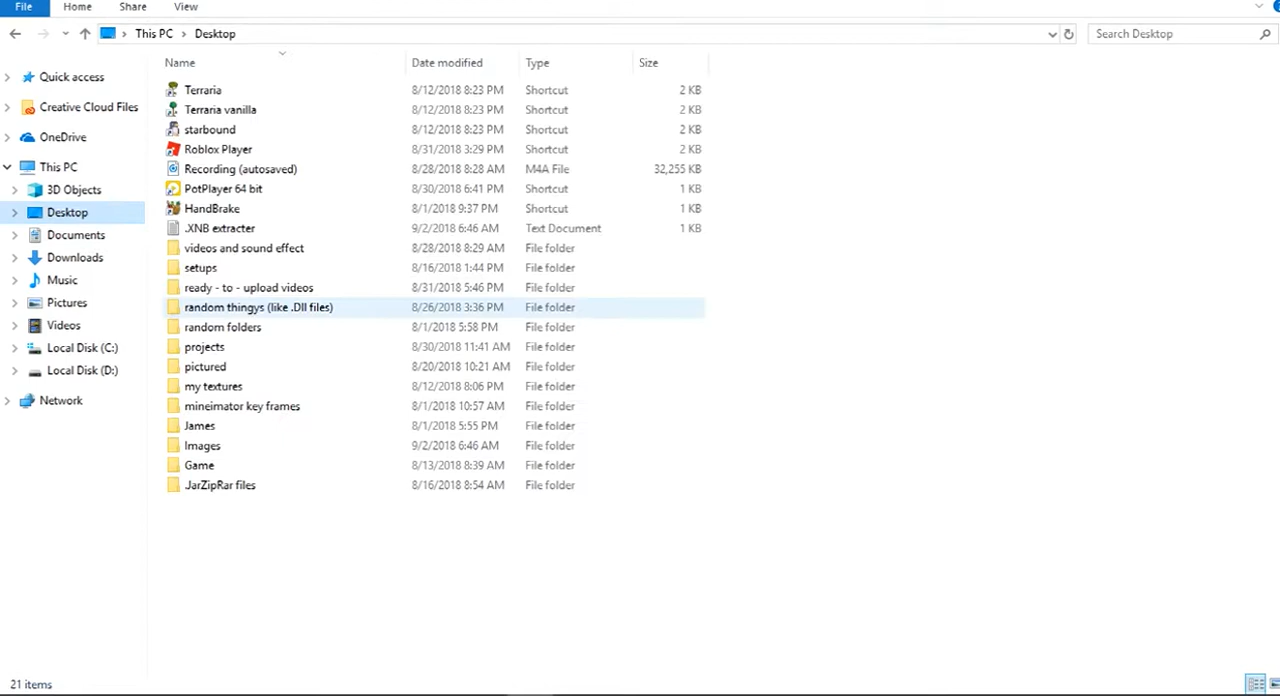 File Home Share View
This PC Desktop Search Desktop
Name Date modified Type Size
Quick access
Creative Cloud Files
OneDrive
This PC
3D Objects
Desktop
Documents
Downloads
Music
Pictures
Videos
Local Disk (C:)
Local Disk (D:)
Network
Terraria 8/12/2018 8:23 PM Shortcut 2 KB
Terraria vanilla 8/12/2018 8:23 PM Shortcut 2 KB
starbound 8/12/2018 8:23 PM Shortcut 2 KB
Roblox Player 8/31/2018 3:29 PM Shortcut 2 KB
Recording (autosaved) 8/28/2018 8:28 AM M4A File 32,255 KB
PotPlayer 64 bit 8/30/2018 6:41 PM Shortcut 1 KB
HandBrake 8/1/2018 9:37 PM Shortcut 1 KB
.XNB extracter 9/2/2018 6:46 AM Text Document 1 KB
videos and sound effect 8/28/2018 8:29 AM File folder
setups 8/16/2018 1:44 PM File folder
ready - to - upload videos 8/31/2018 5:46 PM File folder
random thingys (like .Dll files) 8/26/2018 3:36 PM File folder
random folders 8/1/2018 5:58 PM File folder
projects 8/30/2018 11:41 AM File folder
pictured 8/20/2018 10:21 AM File folder
my textures 8/12/2018 8:06 PM File folder
mineimator key frames 8/1/2018 10:57 AM File folder
James 8/1/2018 5:55 PM File folder
Images 9/2/2018 6:46 AM File folder
Game 8/13/2018 8:39 AM File folder
.JarZipRar files 8/16/2018 8:54 AM File folder
21 items